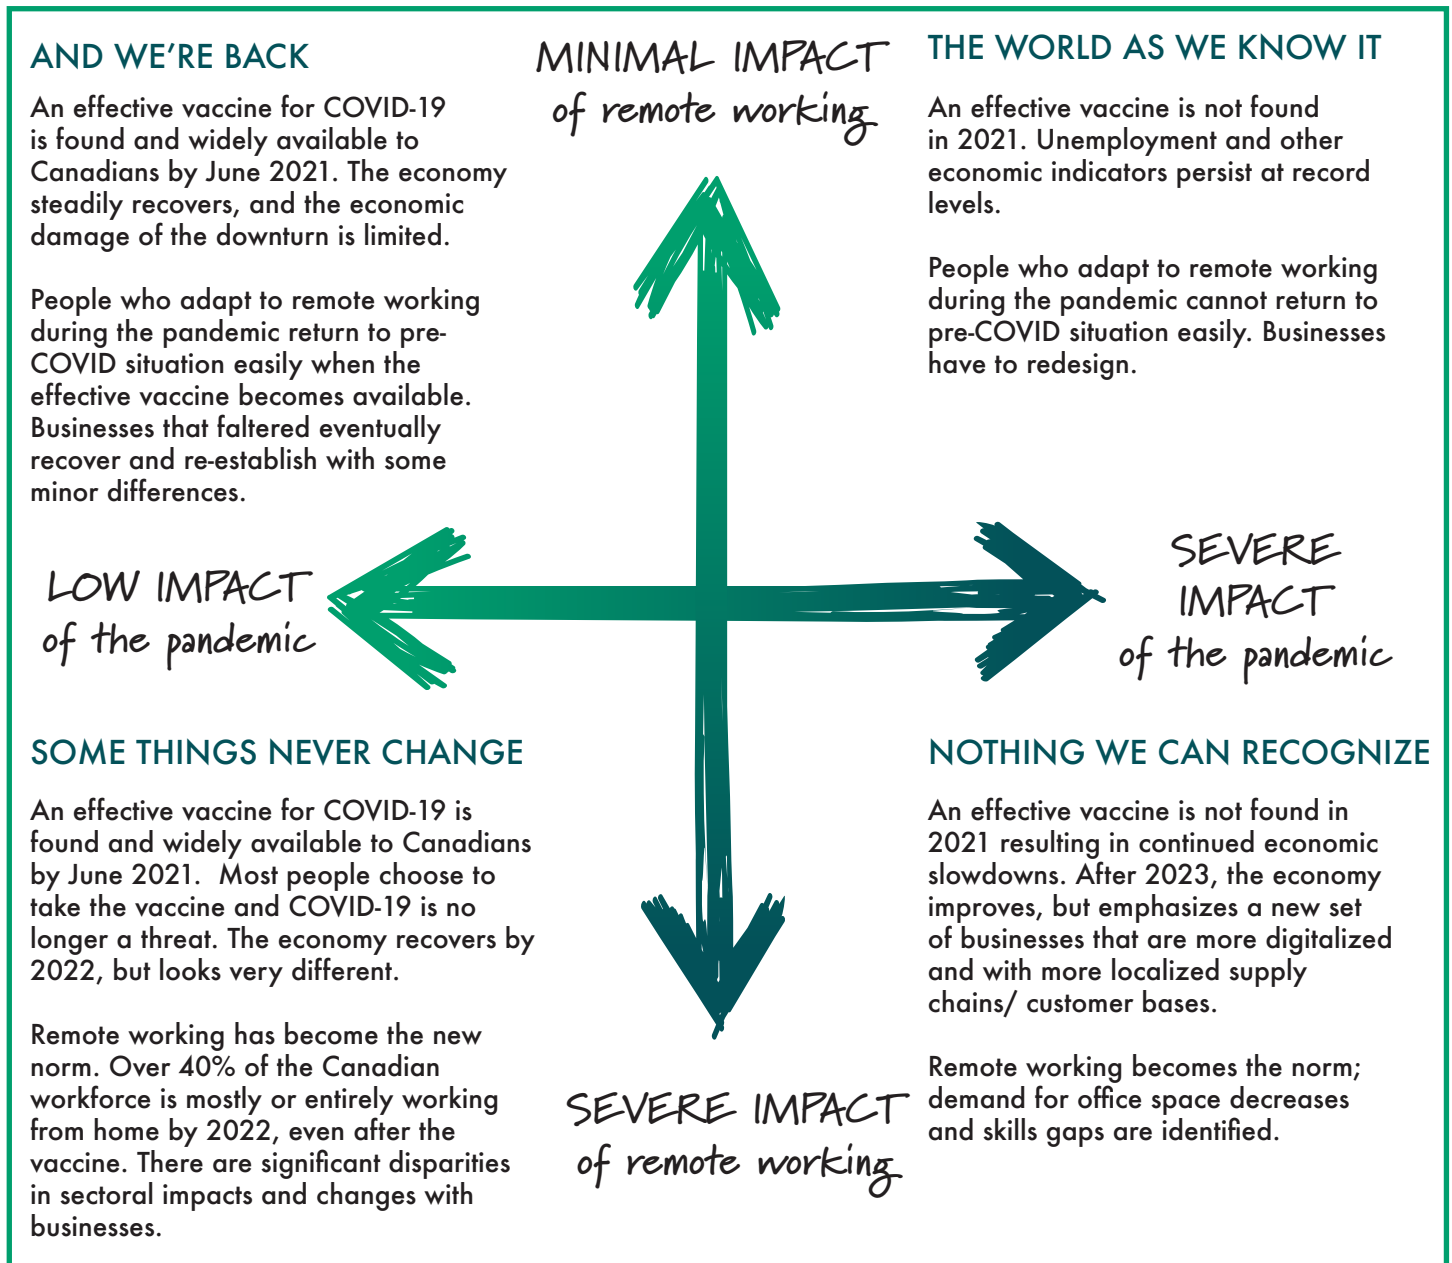 AND WE'RE BACK
An effective vaccine for COVID-19
is found and widely available to
Canadians by June 2021. The economy
steadily recovers, and the economic
damage of the downturn is limited.
People who adapt to remote working
during the pandemic return to pre-
COVID situation easily when the
effective vaccine becomes available.
Businesses that faltered eventually
recover and re-establish with some
minor differences.
MINIMAL IMPACT
of remote working
THE WORLD AS WE KNOW IT
An effective vaccine is not found
in 2021. Unemployment and other
economic indicators persist at record
levels.
People who adapt to remote working
during the pandemic cannot return to
pre-COVID situation easily. Businesses
have to redesign.
LOW IMPACT
of the pandemic
SEVERE
IMPACT
of the pandemic
SOME THINGS NEVER CHANGE
An effective vaccine for COVID-19 is
found and widely available to Canadians
by June 2021.  Most people choose to
take the vaccine and COVID-19 is no
longer a threat. The economy recovers by
2022, but looks very different.
Remote working has become the new
norm. Over 40% of the Canadian
workforce is mostly or entirely working
from home by 2022, even after the
vaccine. There are significant disparities
in sectoral impacts and changes with
businesses.
SEVERE IMPACT
of remote working
NOTHING WE CAN RECOGNIZE
An effective vaccine is not found in
2021 resulting in continued economic
slowdowns. After 2023, the economy
improves, but emphasizes a new set
of businesses that are more digitalized
and with more localized supply
chains/ customer bases.
Remote working becomes the norm;
demand for office space decreases
and skills gaps are identified.